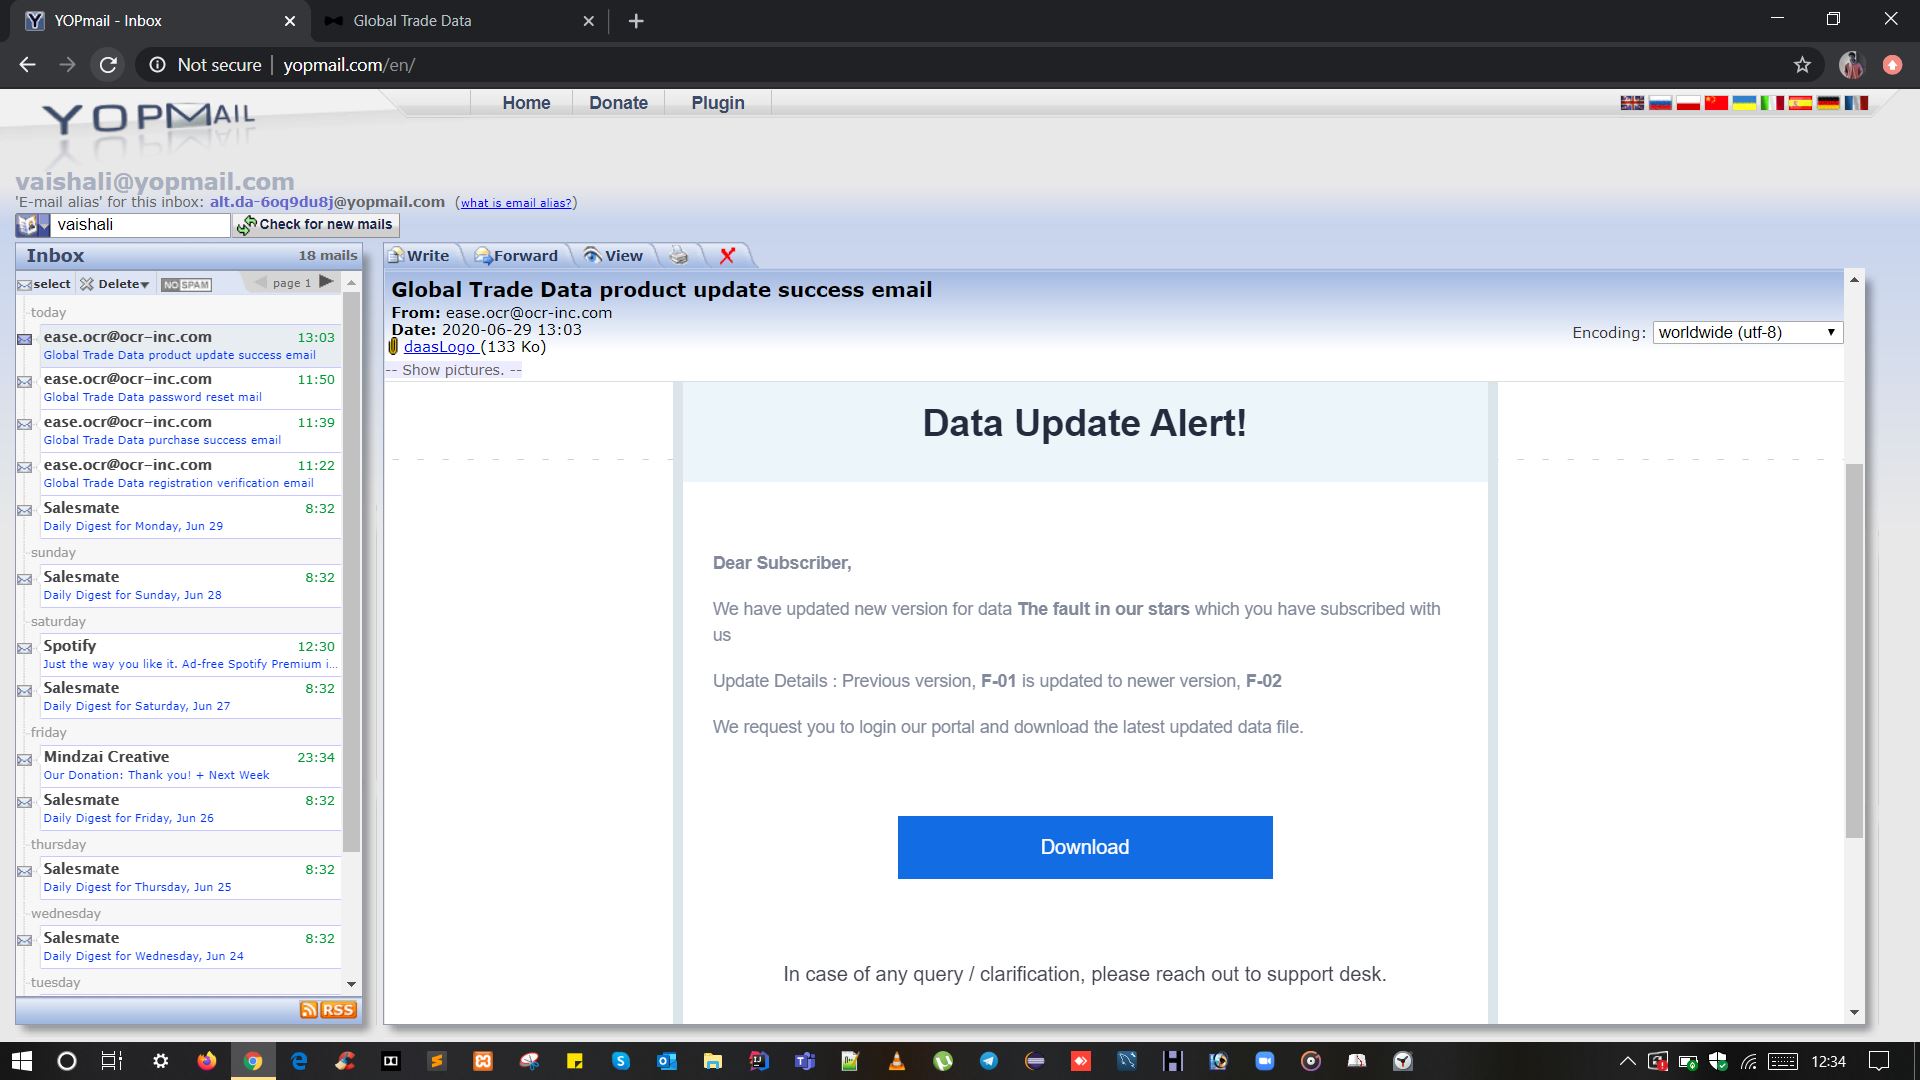 YOPmail - Inbox
Global Trade Data
Not secure
yopmail.com/en/
YOPMAIL
Home
Donate
Plugin
vaishali@yopmail.com
'E-mail alias' for this inbox: alt.da-6oq9du8j@yopmail.com (what is email alias?)
vaishali
Check for new mails
Inbox
18 mails
select
Delete
NO SPAM
page 1
today
ease.ocr@ocr-inc.com 13:03
Global Trade Data product update success email
ease.ocr@ocr-inc.com 11:50
Global Trade Data password reset mail
ease.ocr@ocr-inc.com 11:39
Global Trade Data purchase success email
ease.ocr@ocr-inc.com 11:22
Global Trade Data registration verification email
Salesmate 8:32
Daily Digest for Monday, Jun 29
sunday
Salesmate 8:32
Daily Digest for Sunday, Jun 28
saturday
Spotify 12:30
Just the way you like it. Ad-free Spotify Premium i...
Salesmate 8:32
Daily Digest for Saturday, Jun 27
friday
Mindzai Creative 23:34
Our Donation: Thank you! + Next Week
Salesmate 8:32
Daily Digest for Friday, Jun 26
thursday
Salesmate 8:32
Daily Digest for Thursday, Jun 25
wednesday
Salesmate 8:32
Daily Digest for Wednesday, Jun 24
tuesday
RSS
Write
Forward
View
Global Trade Data product update success email
From: ease.ocr@ocr-inc.com
Date: 2020-06-29 13:03
daasLogo (133 Ko)
Encoding: worldwide (utf-8)
-- Show pictures. --
Data Update Alert!
Dear Subscriber,
We have updated new version for data The fault in our stars which you have subscribed with
us
Update Details : Previous version, F-01 is updated to newer version, F-02
We request you to login our portal and download the latest updated data file.
Download
In case of any query / clarification, please reach out to support desk.
12:34